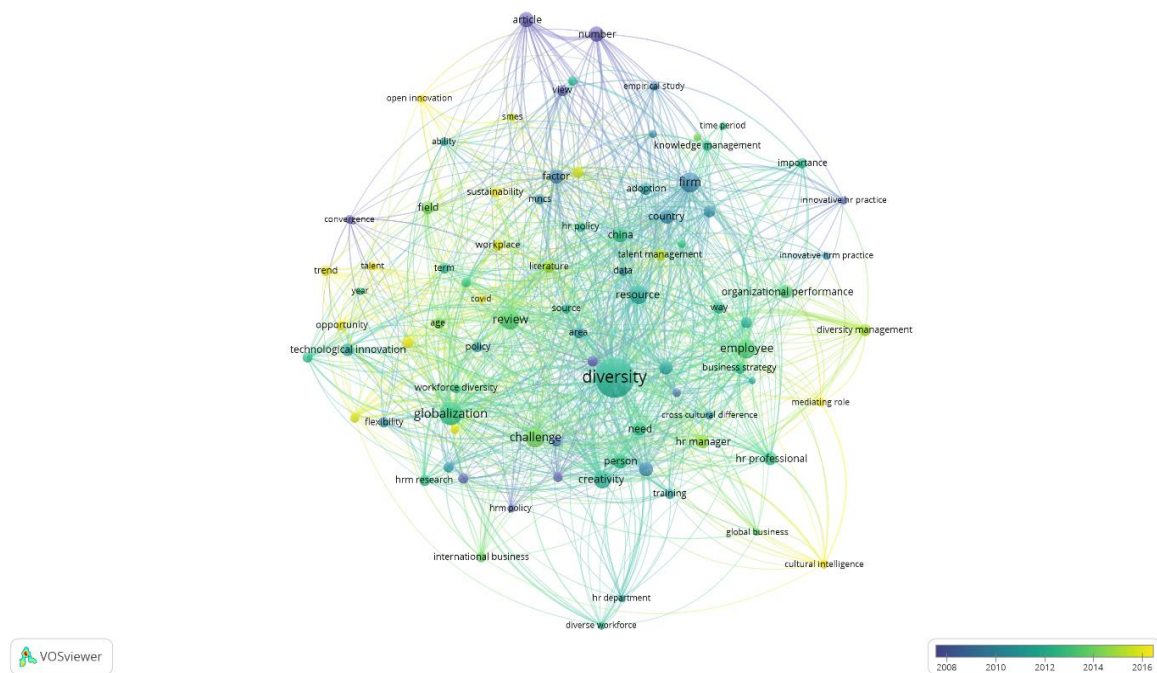 article
number
view
empirical study
open innovation
smes
time period
ability
knowledge management
importance
factor
firm
adoption
sustainability
mncs
innovative hr practice
field
country
convergence
hr policy
china
workplace
talent management
innovative hrm practice
trend
talent
term
literature
data
year
covid
source
resource
organizational performance
way
opportunity
age
review
area
diversity management
technological innovation
policy
employee
business strategy
diversity
workforce diversity
mediating role
globalization
flexibility
cross cultural difference
challenge
need
hr manager
person
hr professional
hrm research
creativity
training
hrm policy
global business
international business
cultural intelligence
hr department
diverse workforce
VOSviewer
2008 2010 2012 2014 2016